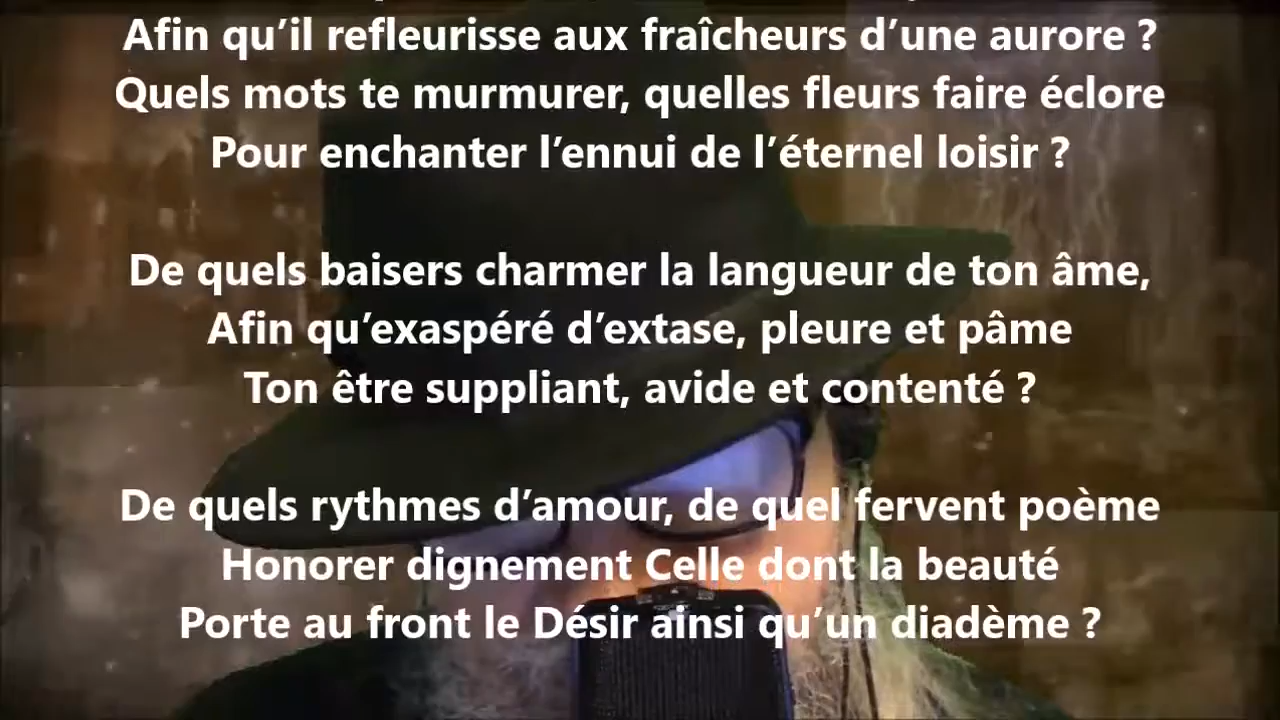 Afin qu’il refleurisse aux fraîcheurs d’une aurore ?
Quels mots te murmurer, quelles fleurs faire éclore
Pour enchanter l’ennui de l’éternel loisir ?
De quels baisers charmer la langueur de ton âme,
Afin qu’exaspéré d’extase, pleure et pâme
Ton être suppliant, avide et contenté ?
De quels rythmes d’amour, de quel fervent poème
Honorer dignement Celle dont la beauté
Porte au front le Désir ainsi qu’un diadème ?